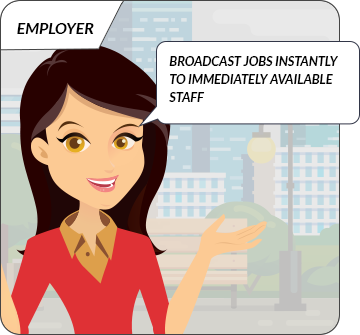 EMPLOYER
BROADCAST JOBS INSTANTLY
TO IMMEDIATELY AVAILABLE
STAFF